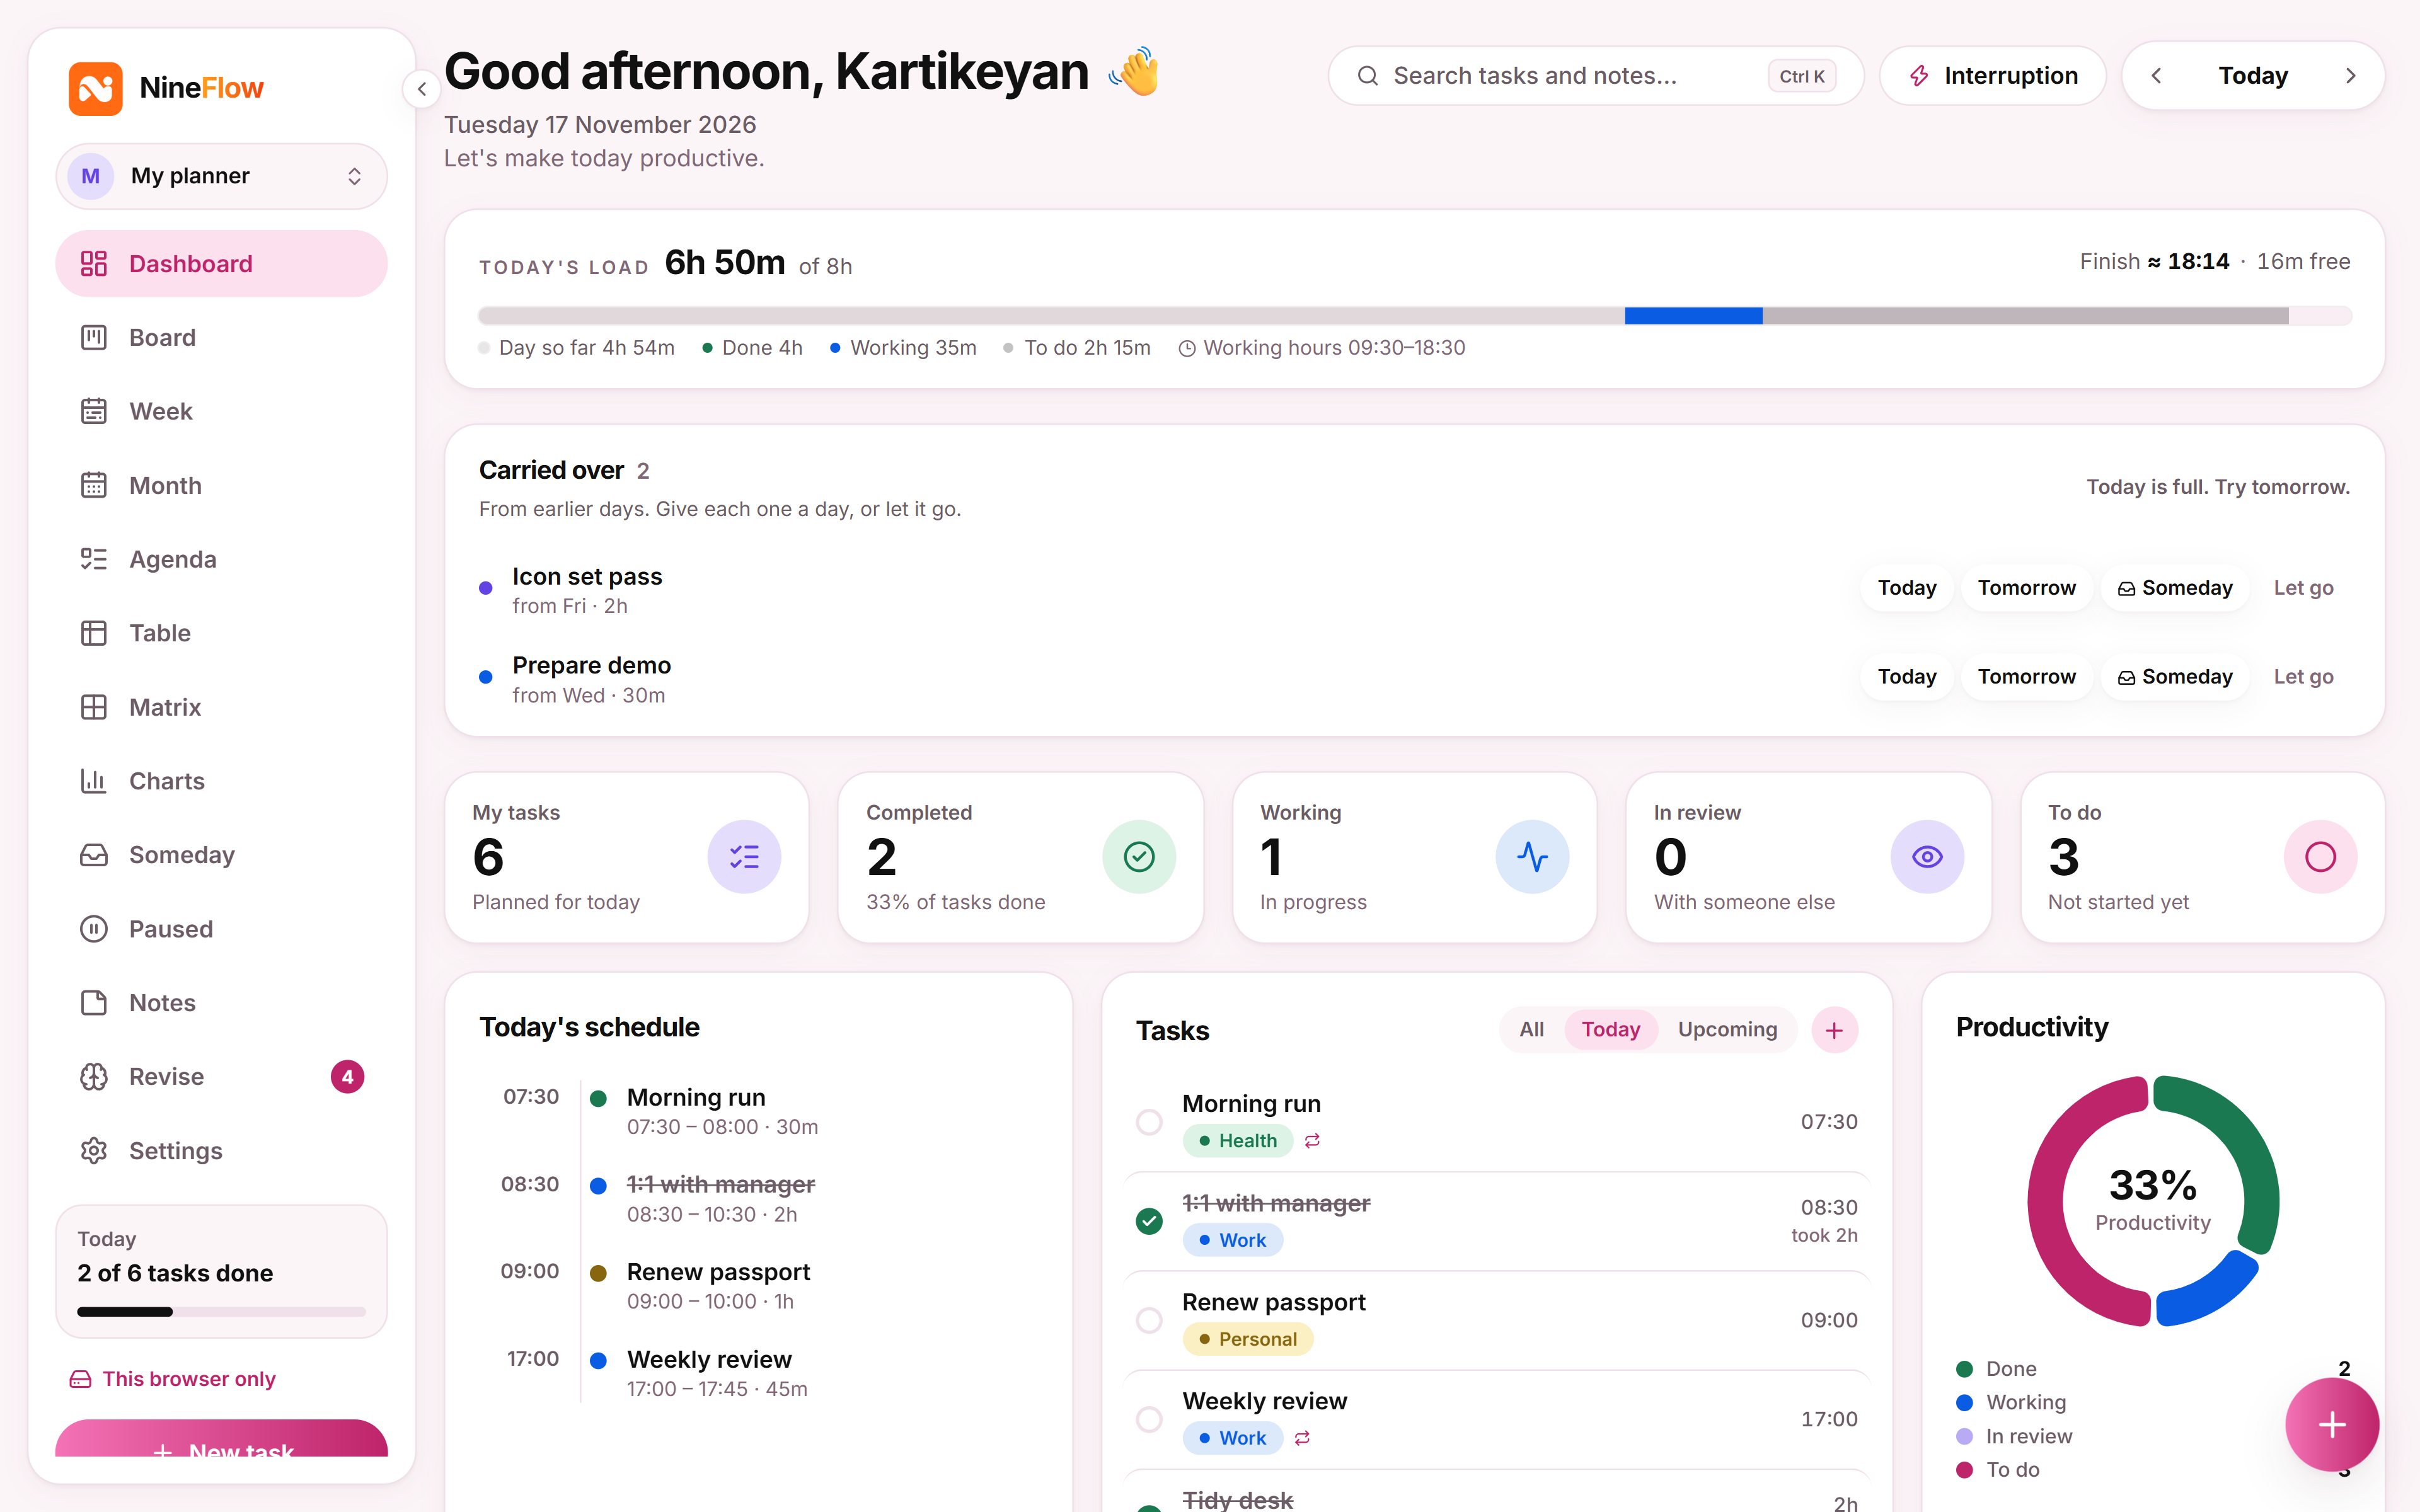 NineFlow
My planner
M
Dashboard
Board
Week
Month
Agenda
Table
Matrix
Charts
Someday
Paused
Notes
Revise 4
Settings
Today
2 of 6 tasks done
This browser only
New task
Good afternoon, Kartikeyan 👋
Tuesday 17 November 2026
Let's make today productive.
Search tasks and notes... Ctrl K
Interruption
Today
TODAY'S LOAD 6h 50m of 8h
Finish ≈ 18:14 · 16m free
Day so far 4h 54m Done 4h Working 35m To do 2h 15m Working hours 09:30–18:30
Carried over 2
From earlier days. Give each one a day, or let it go.
Today is full. Try tomorrow.
Icon set pass
from Fri · 2h
Today Tomorrow Someday Let go
Prepare demo
from Wed · 30m
Today Tomorrow Someday Let go
My tasks
6
Planned for today
Completed
2
33% of tasks done
Working
1
In progress
In review
0
With someone else
To do
3
Not started yet
Today's schedule
07:30 Morning run
07:30 – 08:00 · 30m
08:30 1:1 with manager
08:30 – 10:30 · 2h
09:00 Renew passport
09:00 – 10:00 · 1h
17:00 Weekly review
17:00 – 17:45 · 45m
Tasks
All Today Upcoming
Morning run
Health
07:30
1:1 with manager
Work
08:30
took 2h
Renew passport
Personal
09:00
Weekly review
Work
17:00
Tidy desk
2h
Productivity
33%
Productivity
Done 2
Working
In review
To do 3